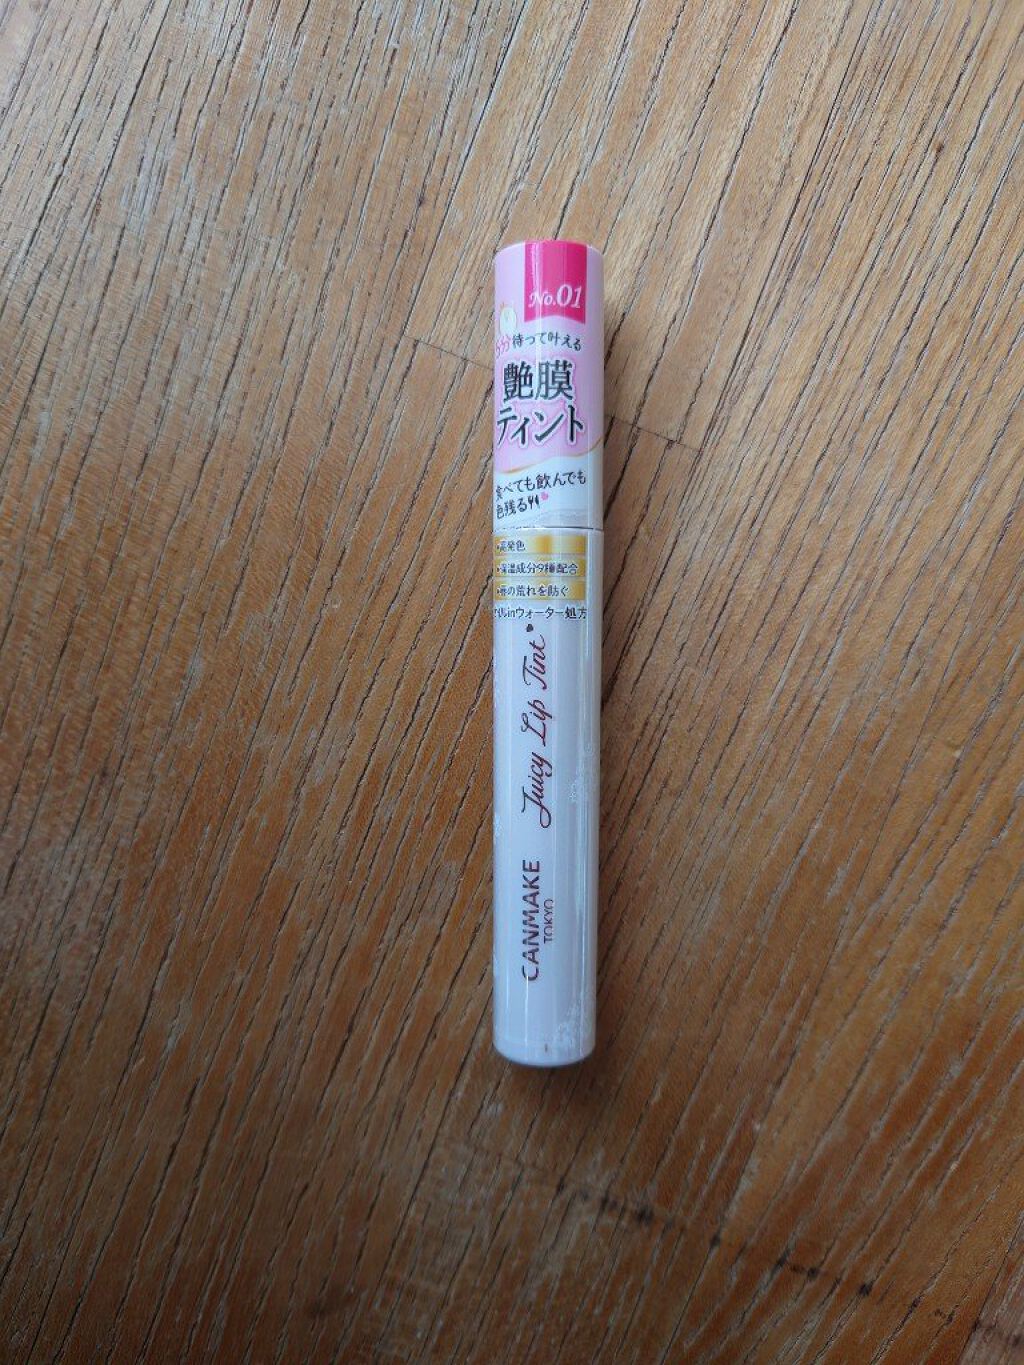 No.01
待って叶える
艶膜
ティント
食べても飲んでも
色残る
高発色
保湿成分9種配合
唇の荒れを防ぐ
inウォーター処方
Juicy Lip Tint
CANMAKE
TOKYO